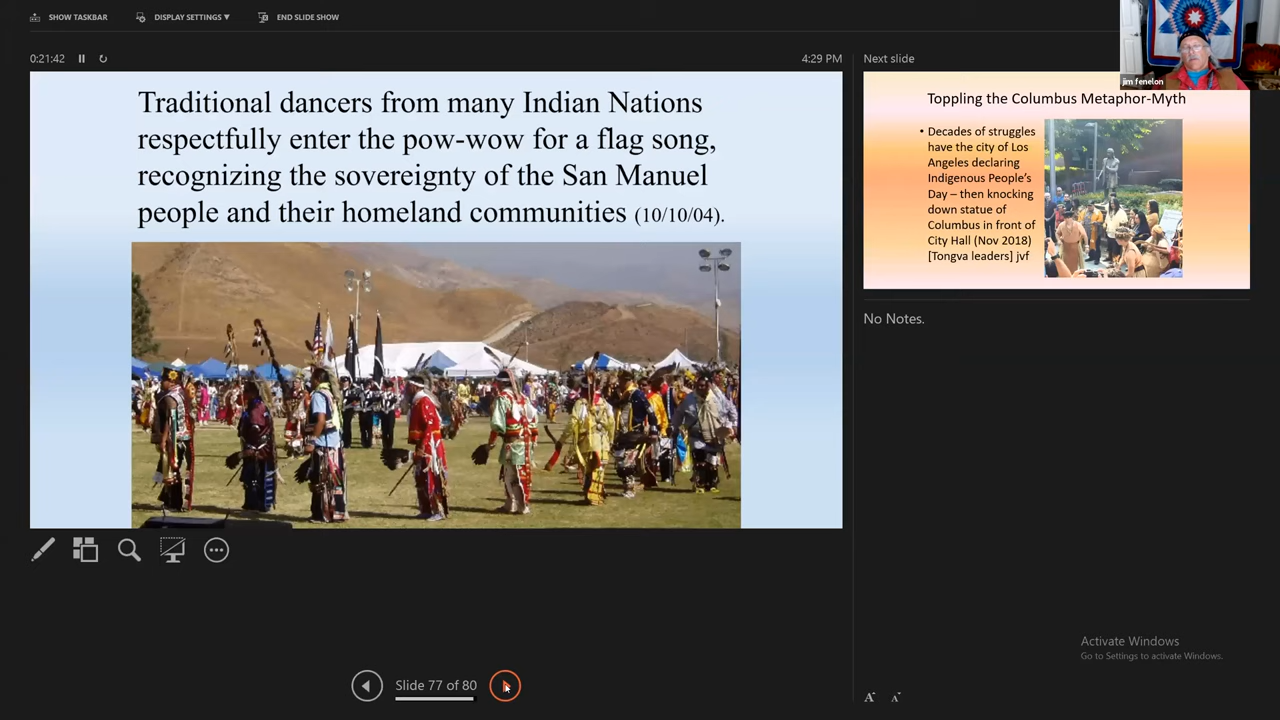 SHOW TASKBAR
DISPLAY SETTINGS ▼
END SLIDE SHOW
0:21:42
4:29 PM
Traditional dancers from many Indian Nations
respectfully enter the pow-wow for a flag song,
recognizing the sovereignty of the San Manuel
people and their homeland communities (10/10/04).
Slide 77 of 80
Next slide
jim fenelon
Toppling the Columbus Metaphor-Myth
• Decades of struggles
have the city of Los
Angeles declaring
Indigenous People's
Day – then knocking
down statue of
Columbus in front of
City Hall (Nov 2018)
[Tongva leaders] jvf
No Notes.
Activate Windows
Go to Settings to activate Windows.
A A